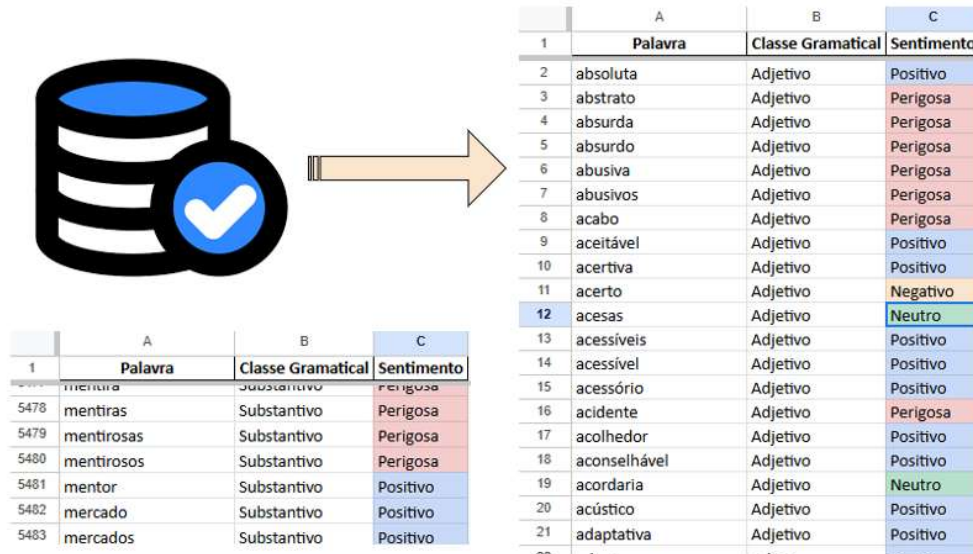 A B C
1 Palavra Classe Gramatical Sentimento
2 absoluta Adjetivo Positivo
3 abstrato Adjetivo Perigosa
4 absurda Adjetivo Perigosa
5 absurdo Adjetivo Perigosa
6 abusiva Adjetivo Perigosa
7 abusivos Adjetivo Perigosa
8 acabo Adjetivo Perigosa
9 aceitável Adjetivo Positivo
10 acertiva Adjetivo Positivo
11 acerto Adjetivo Negativo
12 acesas Adjetivo Neutro
13 acessíveis Adjetivo Positivo
14 acessível Adjetivo Positivo
15 acessório Adjetivo Positivo
16 acidente Adjetivo Perigosa
17 acolhedor Adjetivo Positivo
18 aconselhável Adjetivo Positivo
19 acordaria Adjetivo Neutro
20 acústico Adjetivo Positivo
21 adaptativa Adjetivo Positivo
A B C
1 Palavra Classe Gramatical Sentimento
mentira Substantivo Perigosa
5478 mentiras Substantivo Perigosa
5479 mentirosas Substantivo Perigosa
5480 mentirosos Substantivo Perigosa
5481 mentor Substantivo Positivo
5482 mercado Substantivo Positivo
5483 mercados Substantivo Positivo